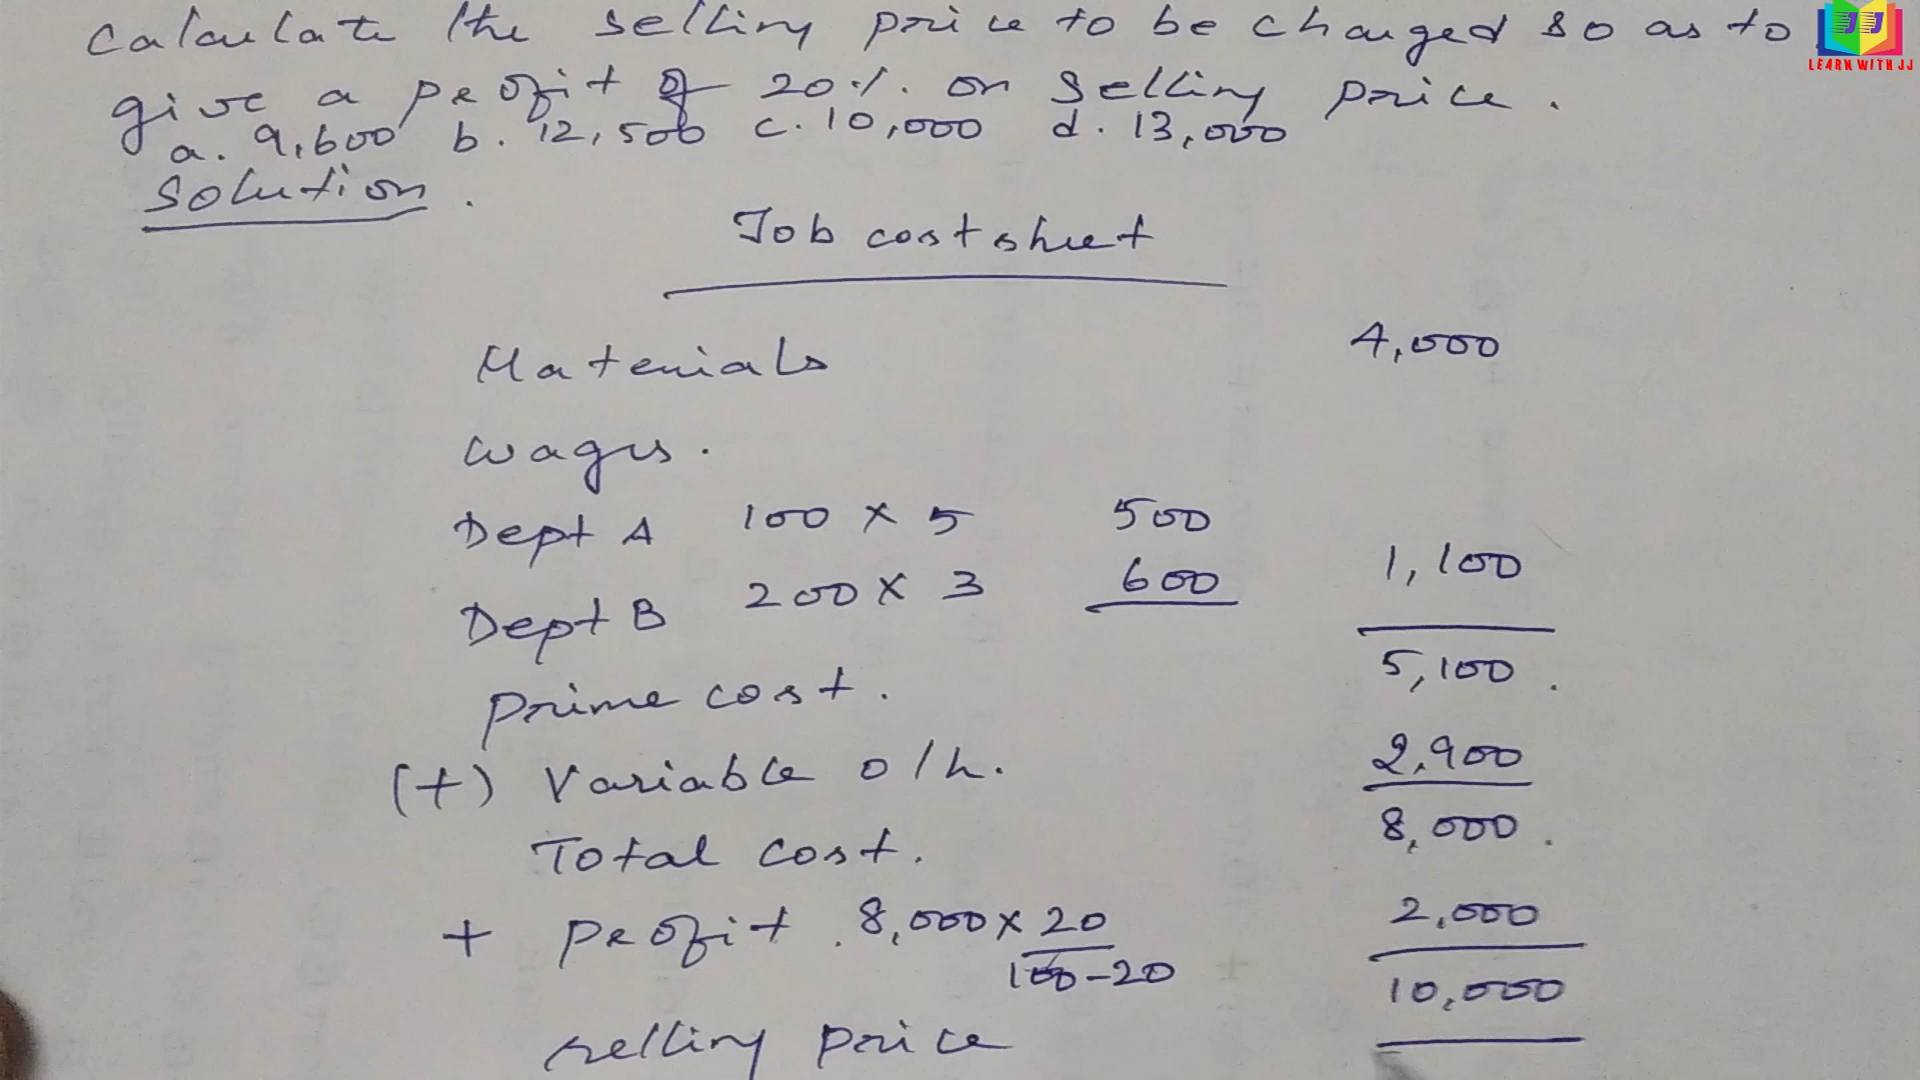 Calculate the selling price to be charged so as to
give a profit of 20%. on selling price.
a. 9,600 b. 12,500 c. 10,000 d. 13,000
Solution.
Job cost sheet
Materials 4,000
Wages.
Dept A 100 x 5 500
Dept B 200 x 3 600 1,100
Prime cost. 5,100.
(+) Variable o/h. 2,900
Total cost. 8,000.
+ Profit. 8,000 x 20 2,000
100-20
selling price 10,000
JJ
LEARN WITH JJ